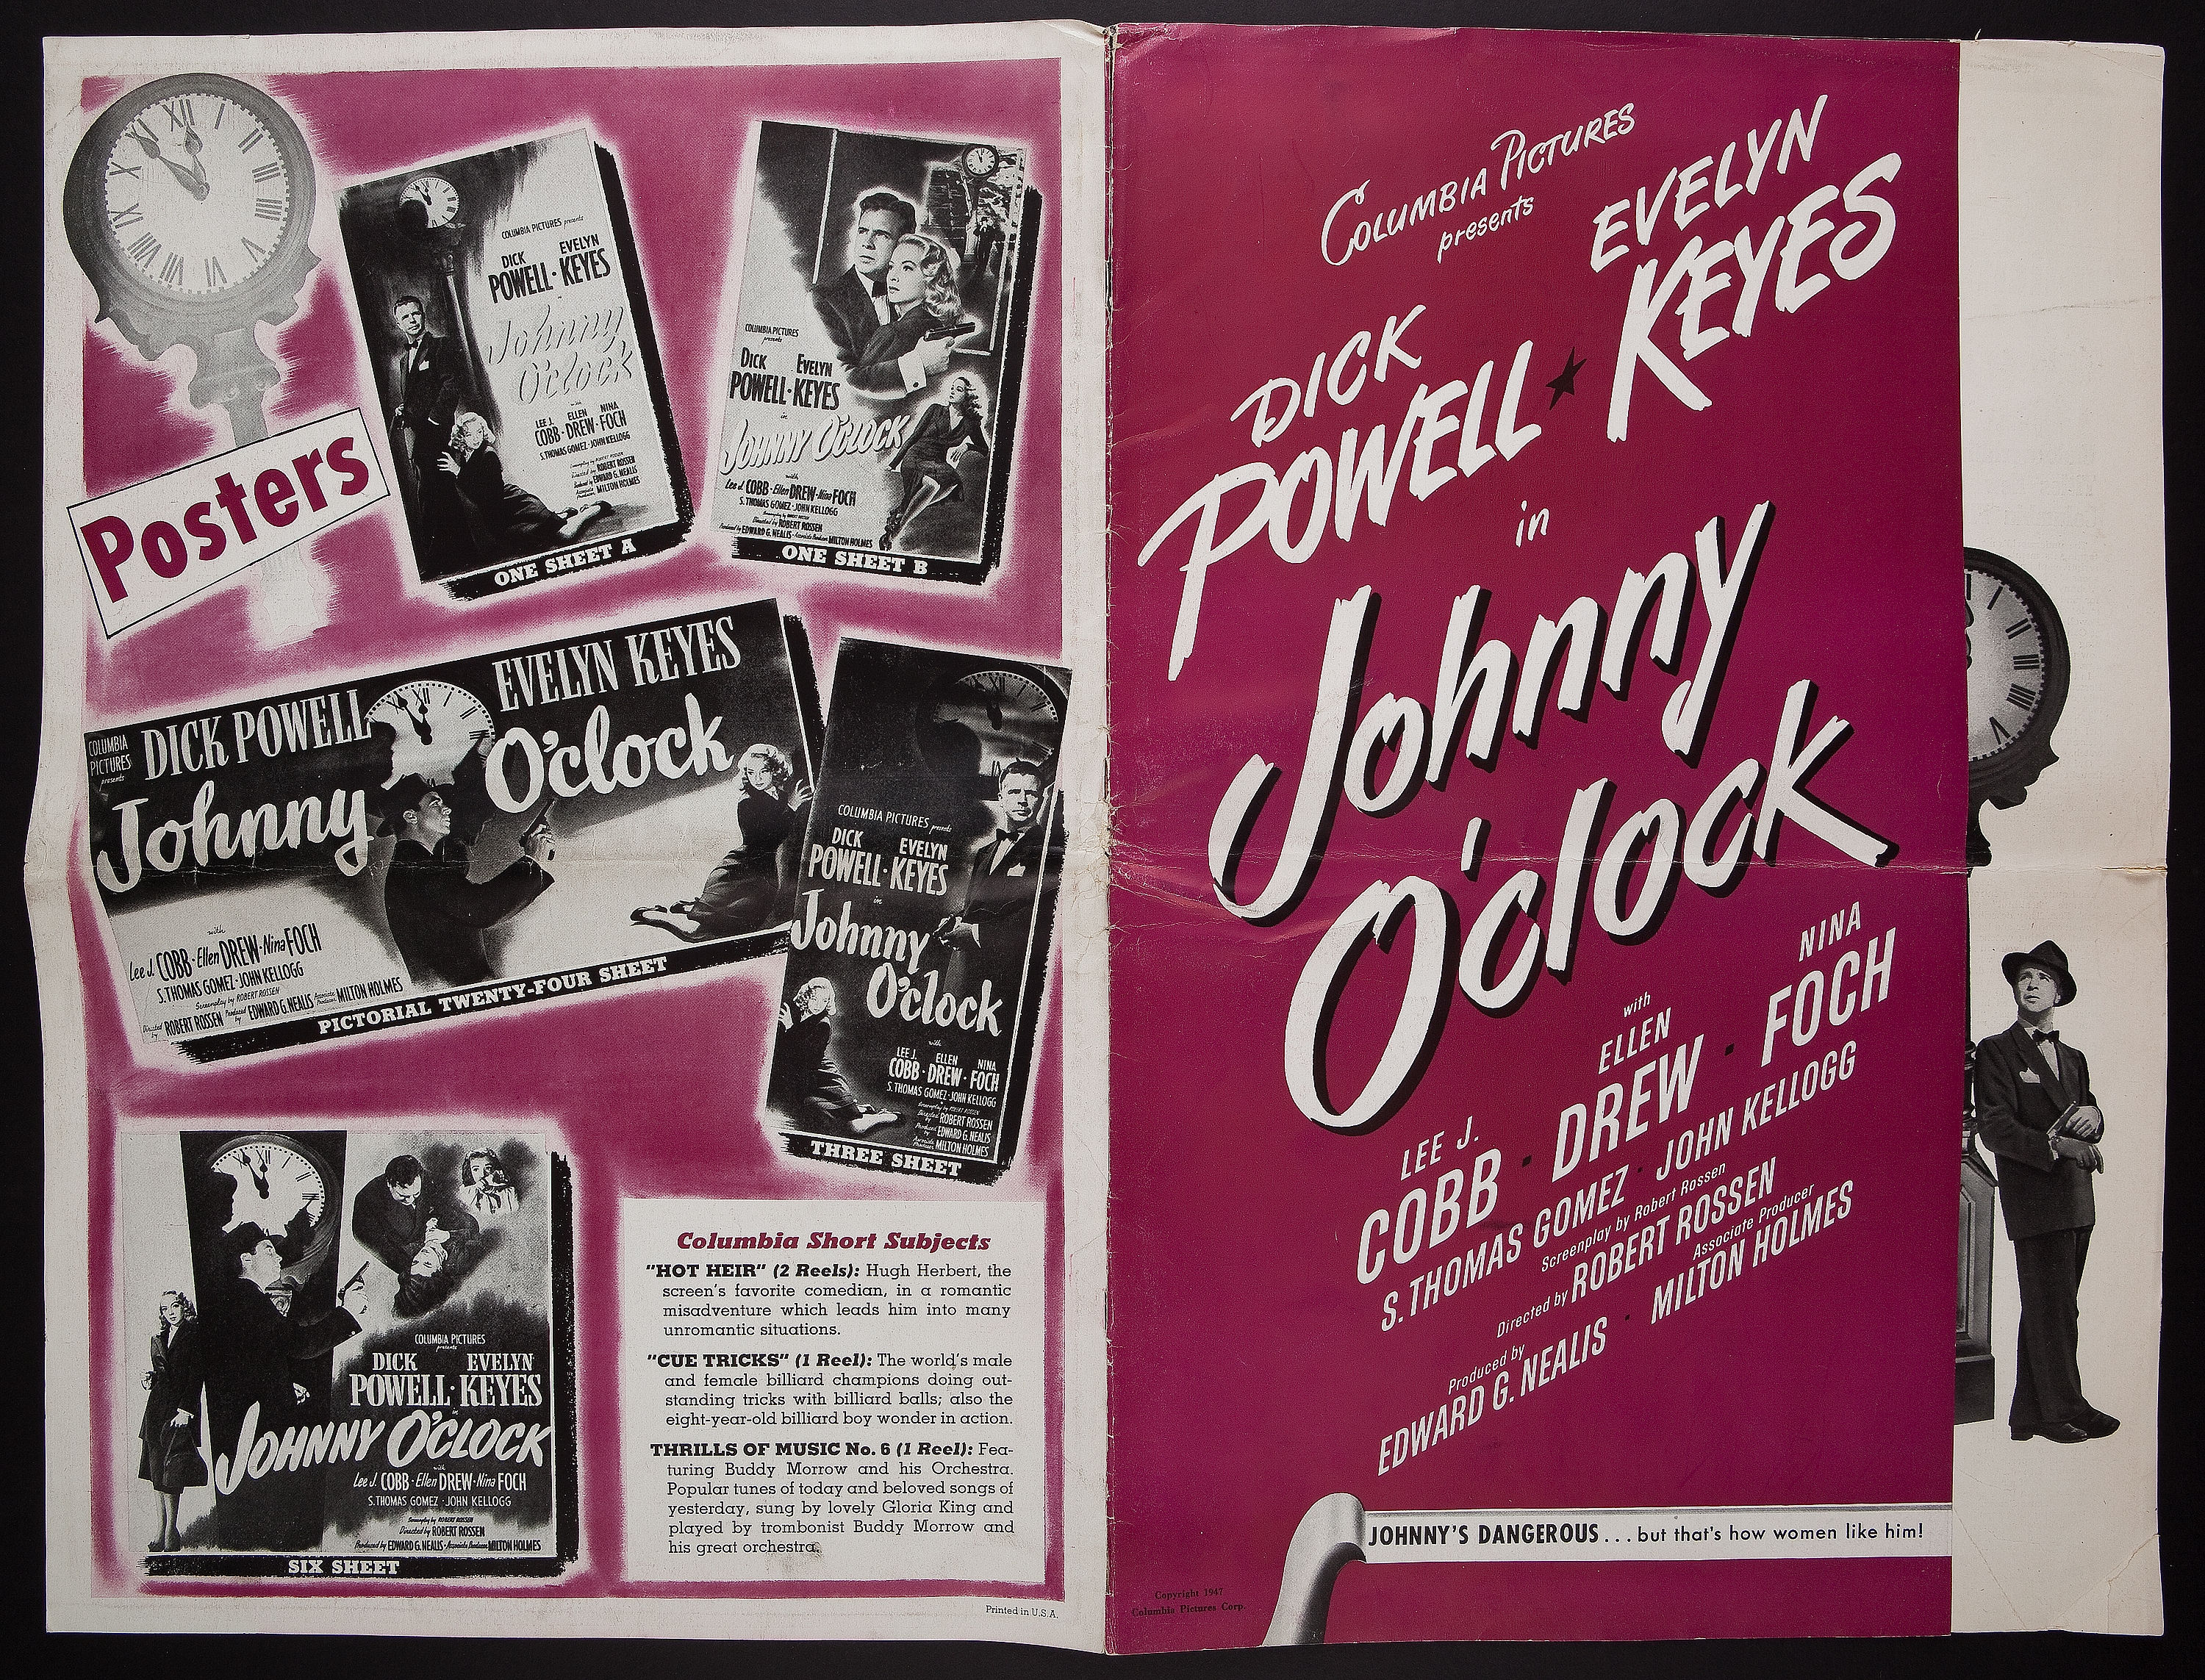 Posters
COLUMBIA PICTURES presents
DICK EVELYN
POWELL · KEYES
Johnny
O'clock
with
LEE J. ELLEN NINA
COBB · DREW · FOCH
S. THOMAS GOMEZ · JOHN KELLOGG
Screenplay by ROBERT ROSSEN
Directed by ROBERT ROSSEN
Produced by EDWARD G. NEALIS
Associate Producer MILTON HOLMES
ONE SHEET A
COLUMBIA PICTURES
presents
DICK EVELYN
POWELL · KEYES
in
JOHNNY O'CLOCK
with
Lee J. COBB · Ellen DREW · Nina FOCH
S. THOMAS GOMEZ · JOHN KELLOGG
Screenplay by ROBERT ROSSEN
Directed by ROBERT ROSSEN
Produced by EDWARD G. NEALIS · Associate Producer MILTON HOLMES
ONE SHEET B
COLUMBIA
PICTURES
presents
DICK POWELL EVELYN KEYES
Johnny O'clock
with
Lee J. COBB · Ellen DREW · Nina FOCH
S. THOMAS GOMEZ · JOHN KELLOGG
Screenplay by ROBERT ROSSEN
Directed by ROBERT ROSSEN Produced by EDWARD G. NEALIS Associate Producer MILTON HOLMES
PICTORIAL TWENTY-FOUR SHEET
COLUMBIA PICTURES presents
DICK EVELYN
POWELL · KEYES
in
Johnny
O'clock
with
LEE J. ELLEN NINA
COBB · DREW · FOCH
S. THOMAS GOMEZ · JOHN KELLOGG
Screenplay by ROBERT ROSSEN
Directed by ROBERT ROSSEN
Produced by EDWARD G. NEALIS
Associate Producer MILTON HOLMES
THREE SHEET
COLUMBIA PICTURES
presents
DICK EVELYN
POWELL · KEYES
in
JOHNNY O'CLOCK
with
Lee J. COBB · Ellen DREW · Nina FOCH
S. THOMAS GOMEZ · JOHN KELLOGG
Screenplay by ROBERT ROSSEN
Directed by ROBERT ROSSEN
Produced by EDWARD G. NEALIS · Associate Producer MILTON HOLMES
SIX SHEET
Columbia Short Subjects
"HOT HEIR" (2 Reels): Hugh Herbert, the
screen's favorite comedian, in a romantic
misadventure which leads him into many
unromantic situations.
"CUE TRICKS" (1 Reel): The world's male
and female billiard champions doing out-
standing tricks with billiard balls; also the
eight-year-old billiard boy wonder in action.
THRILLS OF MUSIC No. 6 (1 Reel): Fea-
turing Buddy Morrow and his Orchestra.
Popular tunes of today and beloved songs of
yesterday, sung by lovely Gloria King and
played by trombonist Buddy Morrow and
his great orchestra.
Printed in U.S.A.
COLUMBIA PICTURES
presents
DICK EVELYN
POWELL ★ KEYES
in
Johnny
O'clock
with
LEE J. ELLEN NINA
COBB · DREW · FOCH
S. THOMAS GOMEZ · JOHN KELLOGG
Screenplay by Robert Rossen
Directed by ROBERT ROSSEN
Produced by Associate Producer
EDWARD G. NEALIS · MILTON HOLMES
JOHNNY'S DANGEROUS . . . but that's how women like him!
Copyright 1947
Columbia Pictures Corp.